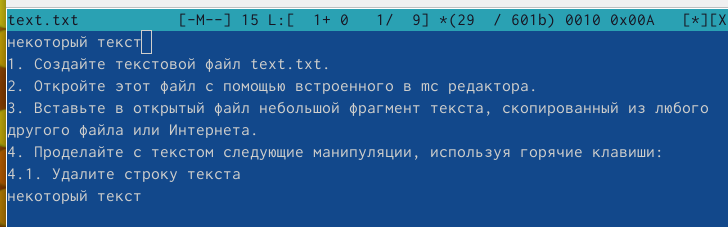 text.txt [-M--] 15 L:[ 1+ 0 1/ 9] *(29 / 601b) 0010 0x00A [*][X
некоторый текст
1. Создайте текстовой файл text.txt.
2. Откройте этот файл с помощью встроенного в mc редактора.
3. Вставьте в открытый файл небольшой фрагмент текста, скопированный из любого
другого файла или Интернета.
4. Проделайте с текстом следующие манипуляции, используя горячие клавиши:
4.1. Удалите строку текста
некоторый текст